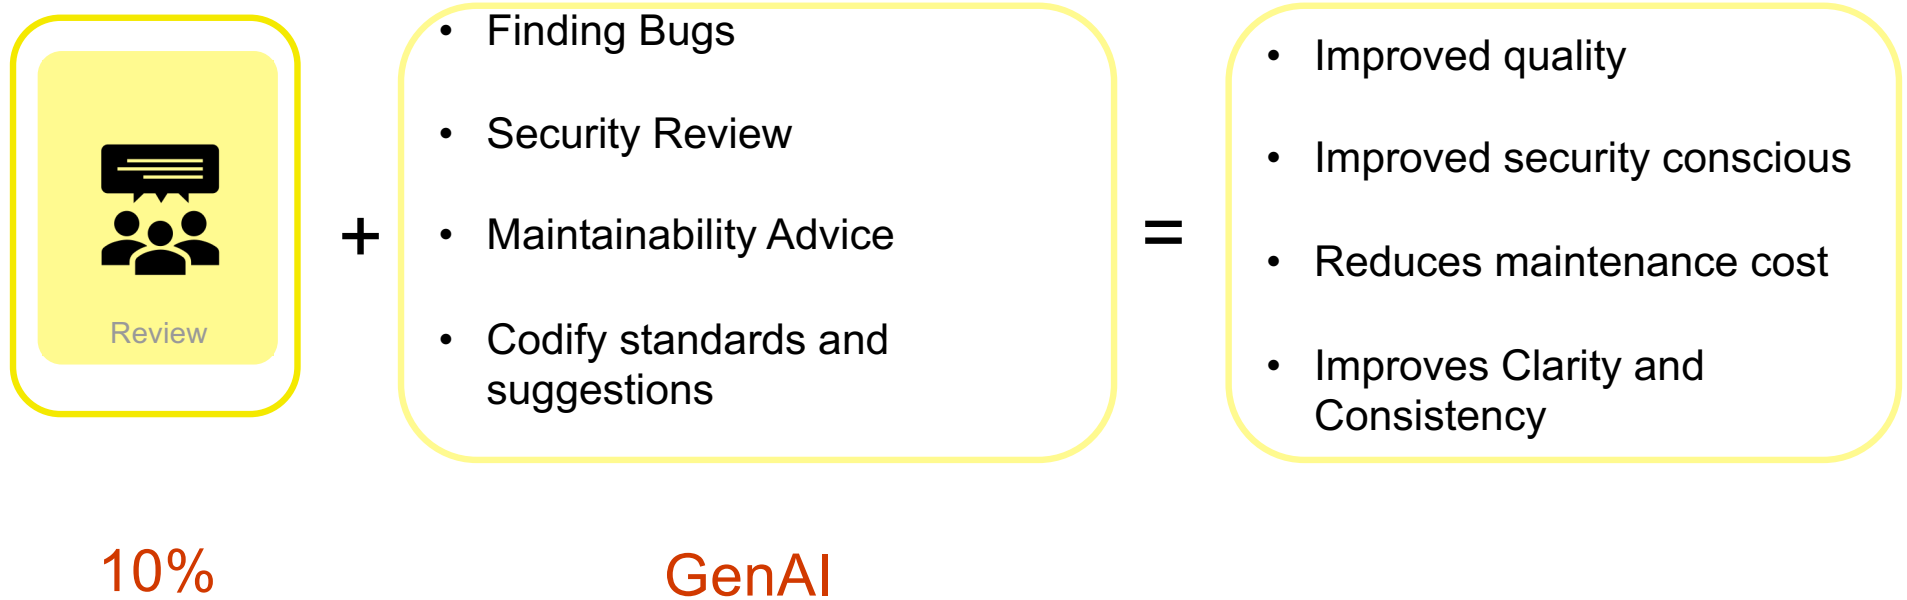 Review
+
• Finding Bugs
• Security Review
• Maintainability Advice
• Codify standards and
suggestions
=
• Improved quality
• Improved security conscious
• Reduces maintenance cost
• Improves Clarity and
Consistency
10%
GenAI